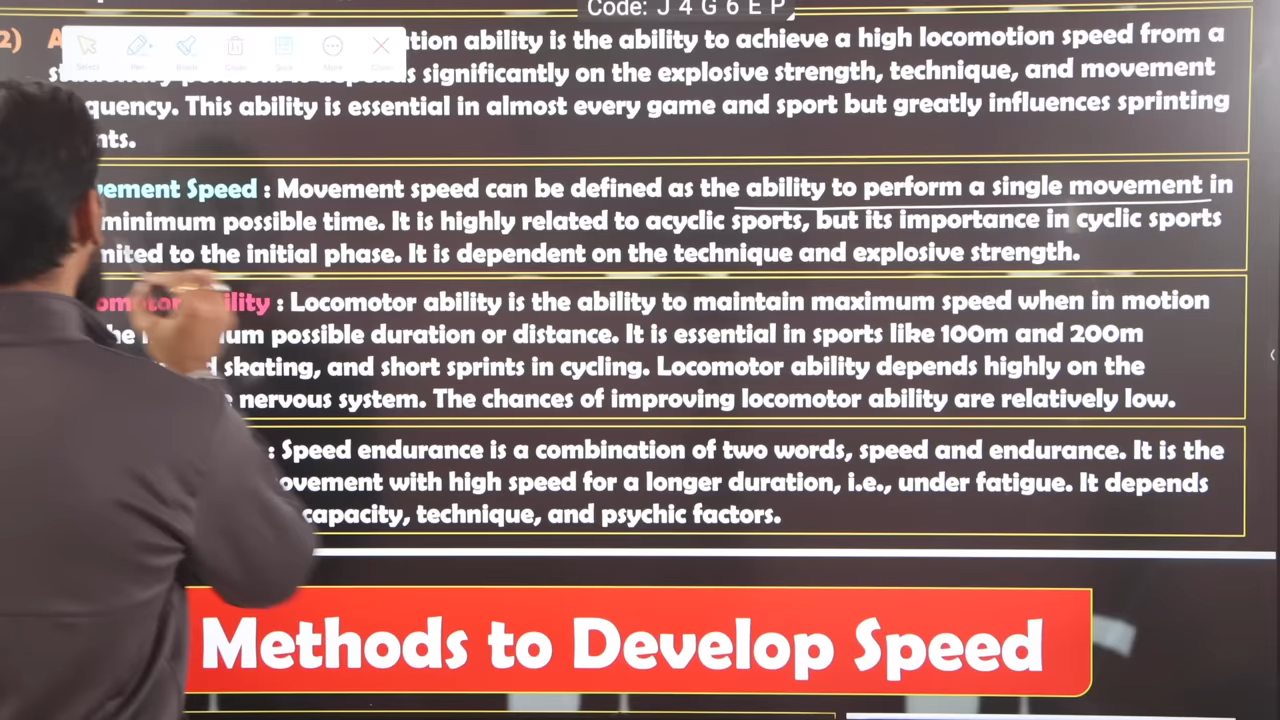 Code: J 4 G 6 E P
2) A tion ability is the ability to achieve a high locomotion speed from a
s significantly on the explosive strength, technique, and movement
quency. This ability is essential in almost every game and sport but greatly influences sprinting
nts.
vement Speed : Movement speed can be defined as the ability to perform a single movement in
minimum possible time. It is highly related to acyclic sports, but its importance in cyclic sports
mited to the initial phase. It is dependent on the technique and explosive strength.
omotor ility : Locomotor ability is the ability to maintain maximum speed when in motion
he um possible duration or distance. It is essential in sports like 100m and 200m
d skating, and short sprints in cycling. Locomotor ability depends highly on the
e nervous system. The chances of improving locomotor ability are relatively low.
: Speed endurance is a combination of two words, speed and endurance. It is the
ovement with high speed for a longer duration, i.e., under fatigue. It depends
capacity, technique, and psychic factors.
Methods to Develop Speed